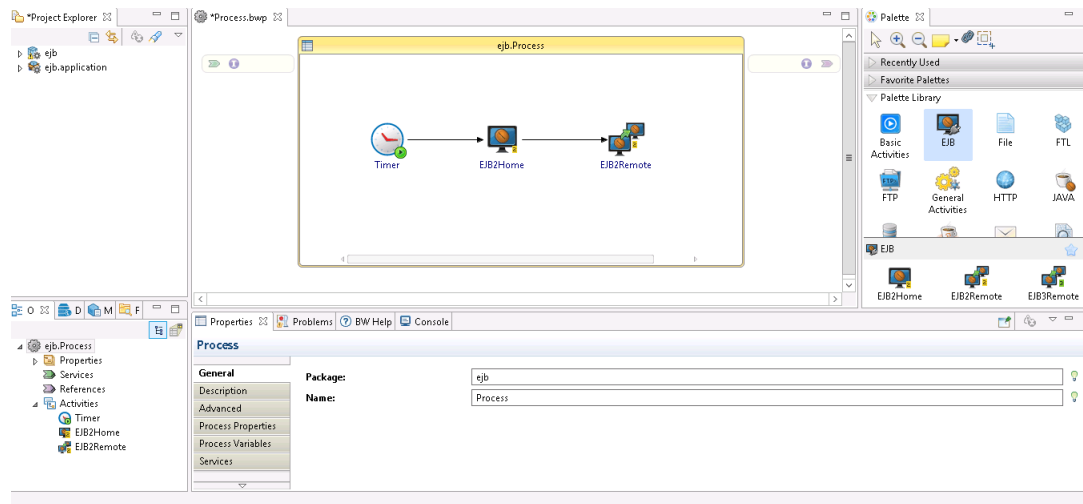 *Project Explorer
ejb
ejb.application
*Process.bwp
ejb.Process
Timer
EJB2Home
EJB2Remote
Palette
Recently Used
Favorite Palettes
Palette Library
Basic Activities
EJB
File
FTL
FTP
General Activities
HTTP
JAVA
EJB
EJB2Home
EJB2Remote
EJB3Remote
O
D
M
F
ejb.Process
Properties
Services
References
Activities
Timer
EJB2Home
EJB2Remote
Properties
Problems
BW Help
Console
Process
General
Description
Advanced
Process Properties
Process Variables
Services
Package:
ejb
Name:
Process